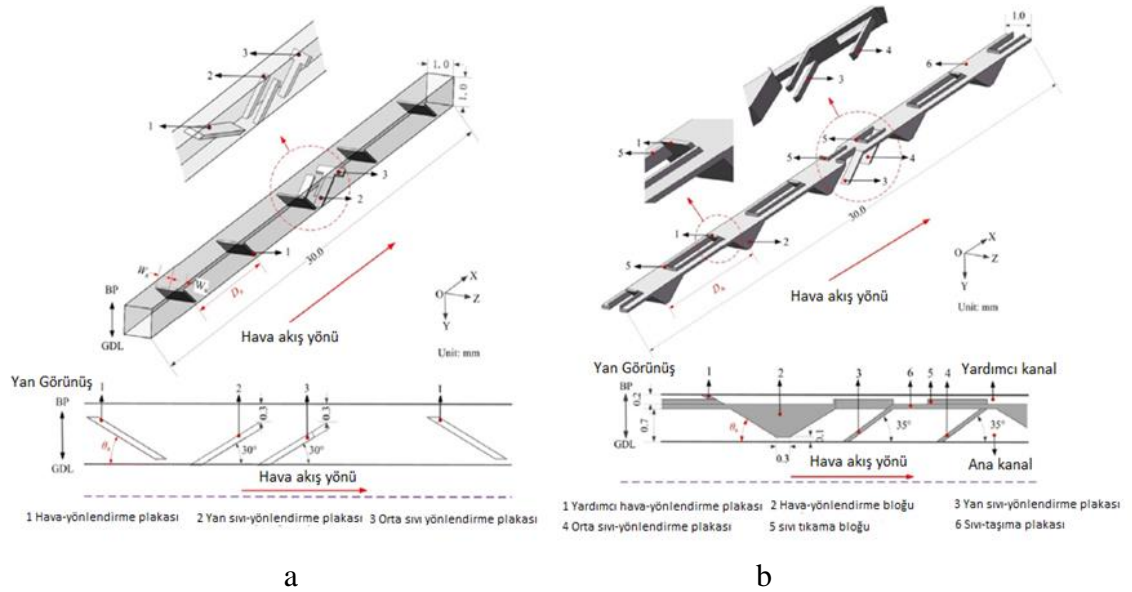 3
2
1
1.0
1.0
3
2
1
30.0
Wa
Wa
Da
BP
GDL
Hava akış yönü
O
X
Z
Y
Unit: mm
Yan Görünüş
BP
GDL
1
2
3
1
0.3
0.3
θa
30°
30°
Hava akış yönü
1 Hava-yönlendirme plakası 2 Yan sıvı-yönlendirme plakası 3 Orta sıvı yönlendirme plakası
a
4
3
1
5
1.0
6
5
5
4
3
1
2
5
30.0
Da
Hava akış yönü
O
X
Z
Y
Unit: mm
Yan Görünüş
BP
GDL
1
2
3
6
5
4
Yardımcı kanal
0.2
0.7
θa
0.3
0.1
35°
35°
Hava akış yönü
Ana kanal
1 Yardımcı hava-yönlendirme plakası 2 Hava-yönlendirme bloğu 3 Yan sıvı-yönlendirme plakası
4 Orta sıvı-yönlendirme plakası 5 sıvı tıkama bloğu 6 Sıvı-taşıma plakası
b